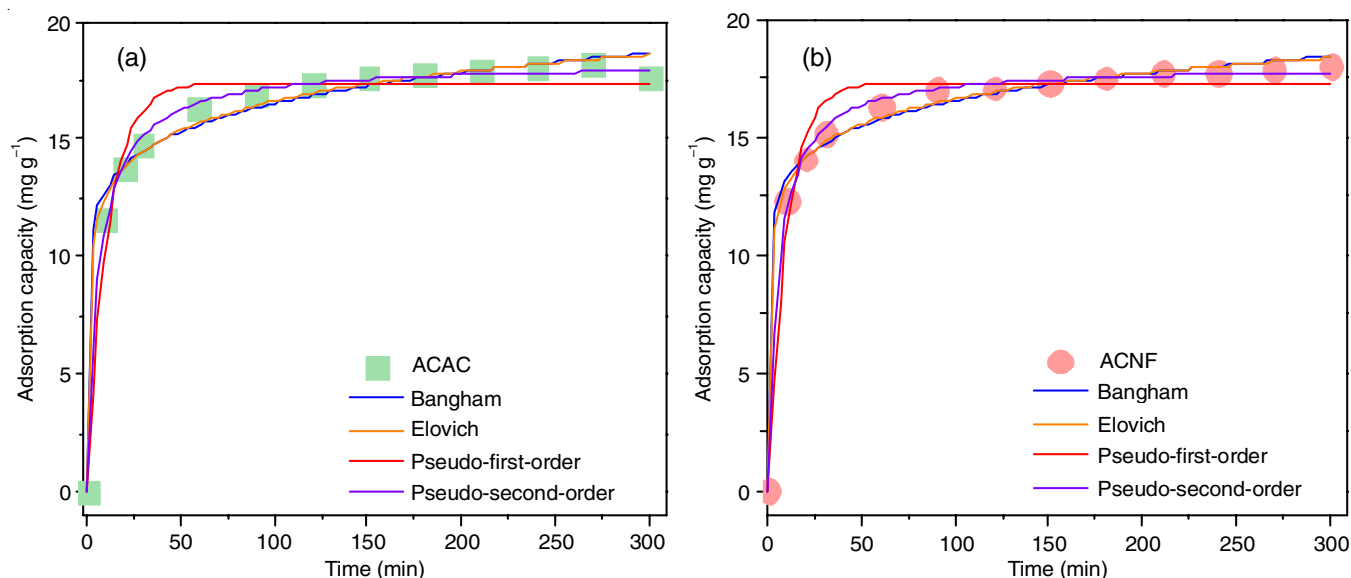 (a)
Adsorption capacity (mg g⁻¹)
20
15
10
5
0
ACAC
Bangham
Elovich
Pseudo-first-order
Pseudo-second-order
0 50 100 150 200 250 300
Time (min)
(b)
Adsorption capacity (mg g⁻¹)
20
15
10
5
0
ACNF
Bangham
Elovich
Pseudo-first-order
Pseudo-second-order
0 50 100 150 200 250 300
Time (min)